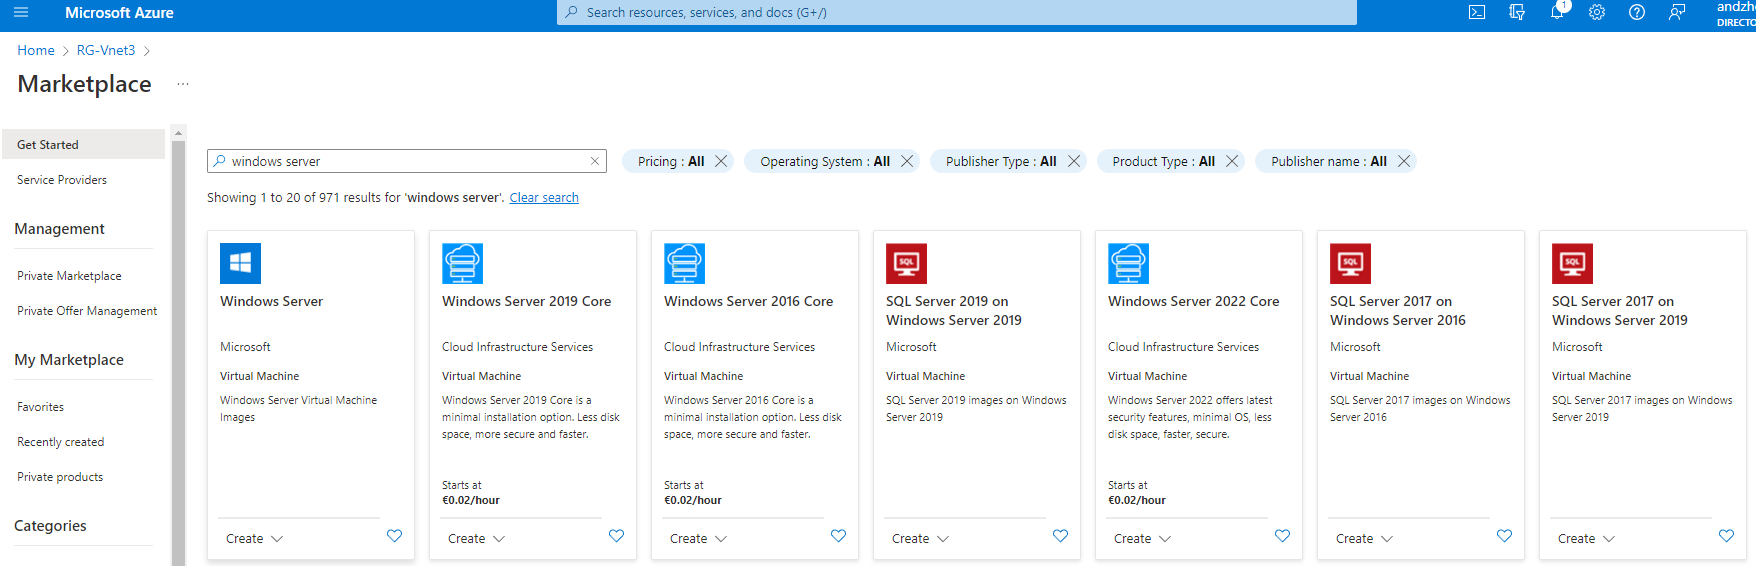 Microsoft Azure
Search resources, services, and docs (G+/)
1
DIRECTO
Home > RG-Vnet3 >
Marketplace ...
Get Started
Service Providers
Management
Private Marketplace
Private Offer Management
My Marketplace
Favorites
Recently created
Private products
Categories
windows server
Pricing : All
Operating System : All
Publisher Type : All
Product Type : All
Publisher name : All
Showing 1 to 20 of 971 results for 'windows server'. Clear search
Windows Server
Microsoft
Virtual Machine
Windows Server Virtual Machine
Images
Create
Windows Server 2019 Core
Cloud Infrastructure Services
Virtual Machine
Windows Server 2019 Core is a
minimal installation option. Less disk
space, more secure and faster.
Starts at
€0.02/hour
Create
Windows Server 2016 Core
Cloud Infrastructure Services
Virtual Machine
Windows Server 2016 Core is a
minimal installation option. Less disk
space, more secure and faster.
Starts at
€0.02/hour
Create
SQL
SQL Server 2019 on
Windows Server 2019
Microsoft
Virtual Machine
SQL Server 2019 images on Windows
Server 2019
Create
Windows Server 2022 Core
Cloud Infrastructure Services
Virtual Machine
Windows Server 2022 offers latest
security features, minimal OS, less
disk space, faster, secure.
Starts at
€0.02/hour
Create
SQL
SQL Server 2017 on
Windows Server 2016
Microsoft
Virtual Machine
SQL Server 2017 images on Windows
Server 2016
Create
SQL
SQL Server 2017 on
Windows Server 2019
Microsoft
Virtual Machine
SQL Server 2017 images on Windows
Server 2019
Create